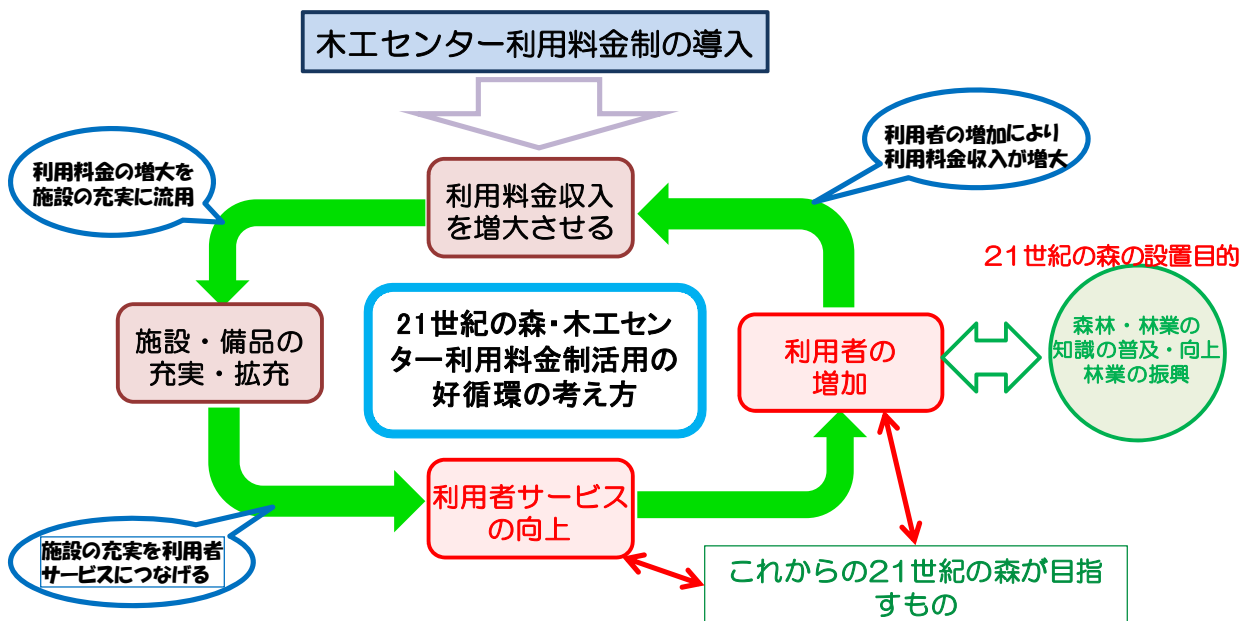 木工センター利用料金制の導入
利用者の増加により
利用料金収入が増大
利用料金の増大を
施設の充実に流用
利用料金収入
を増大させる
21世紀の森の設置目的
森林・林業の
知識の普及・向上
林業の振興
施設・備品の
充実・拡充
21世紀の森・木工セン
ター利用料金制活用の
好循環の考え方
利用者の
増加
利用者サービス
の向上
施設の充実を利用者
サービスにつなげる
これからの21世紀の森が目指
すもの